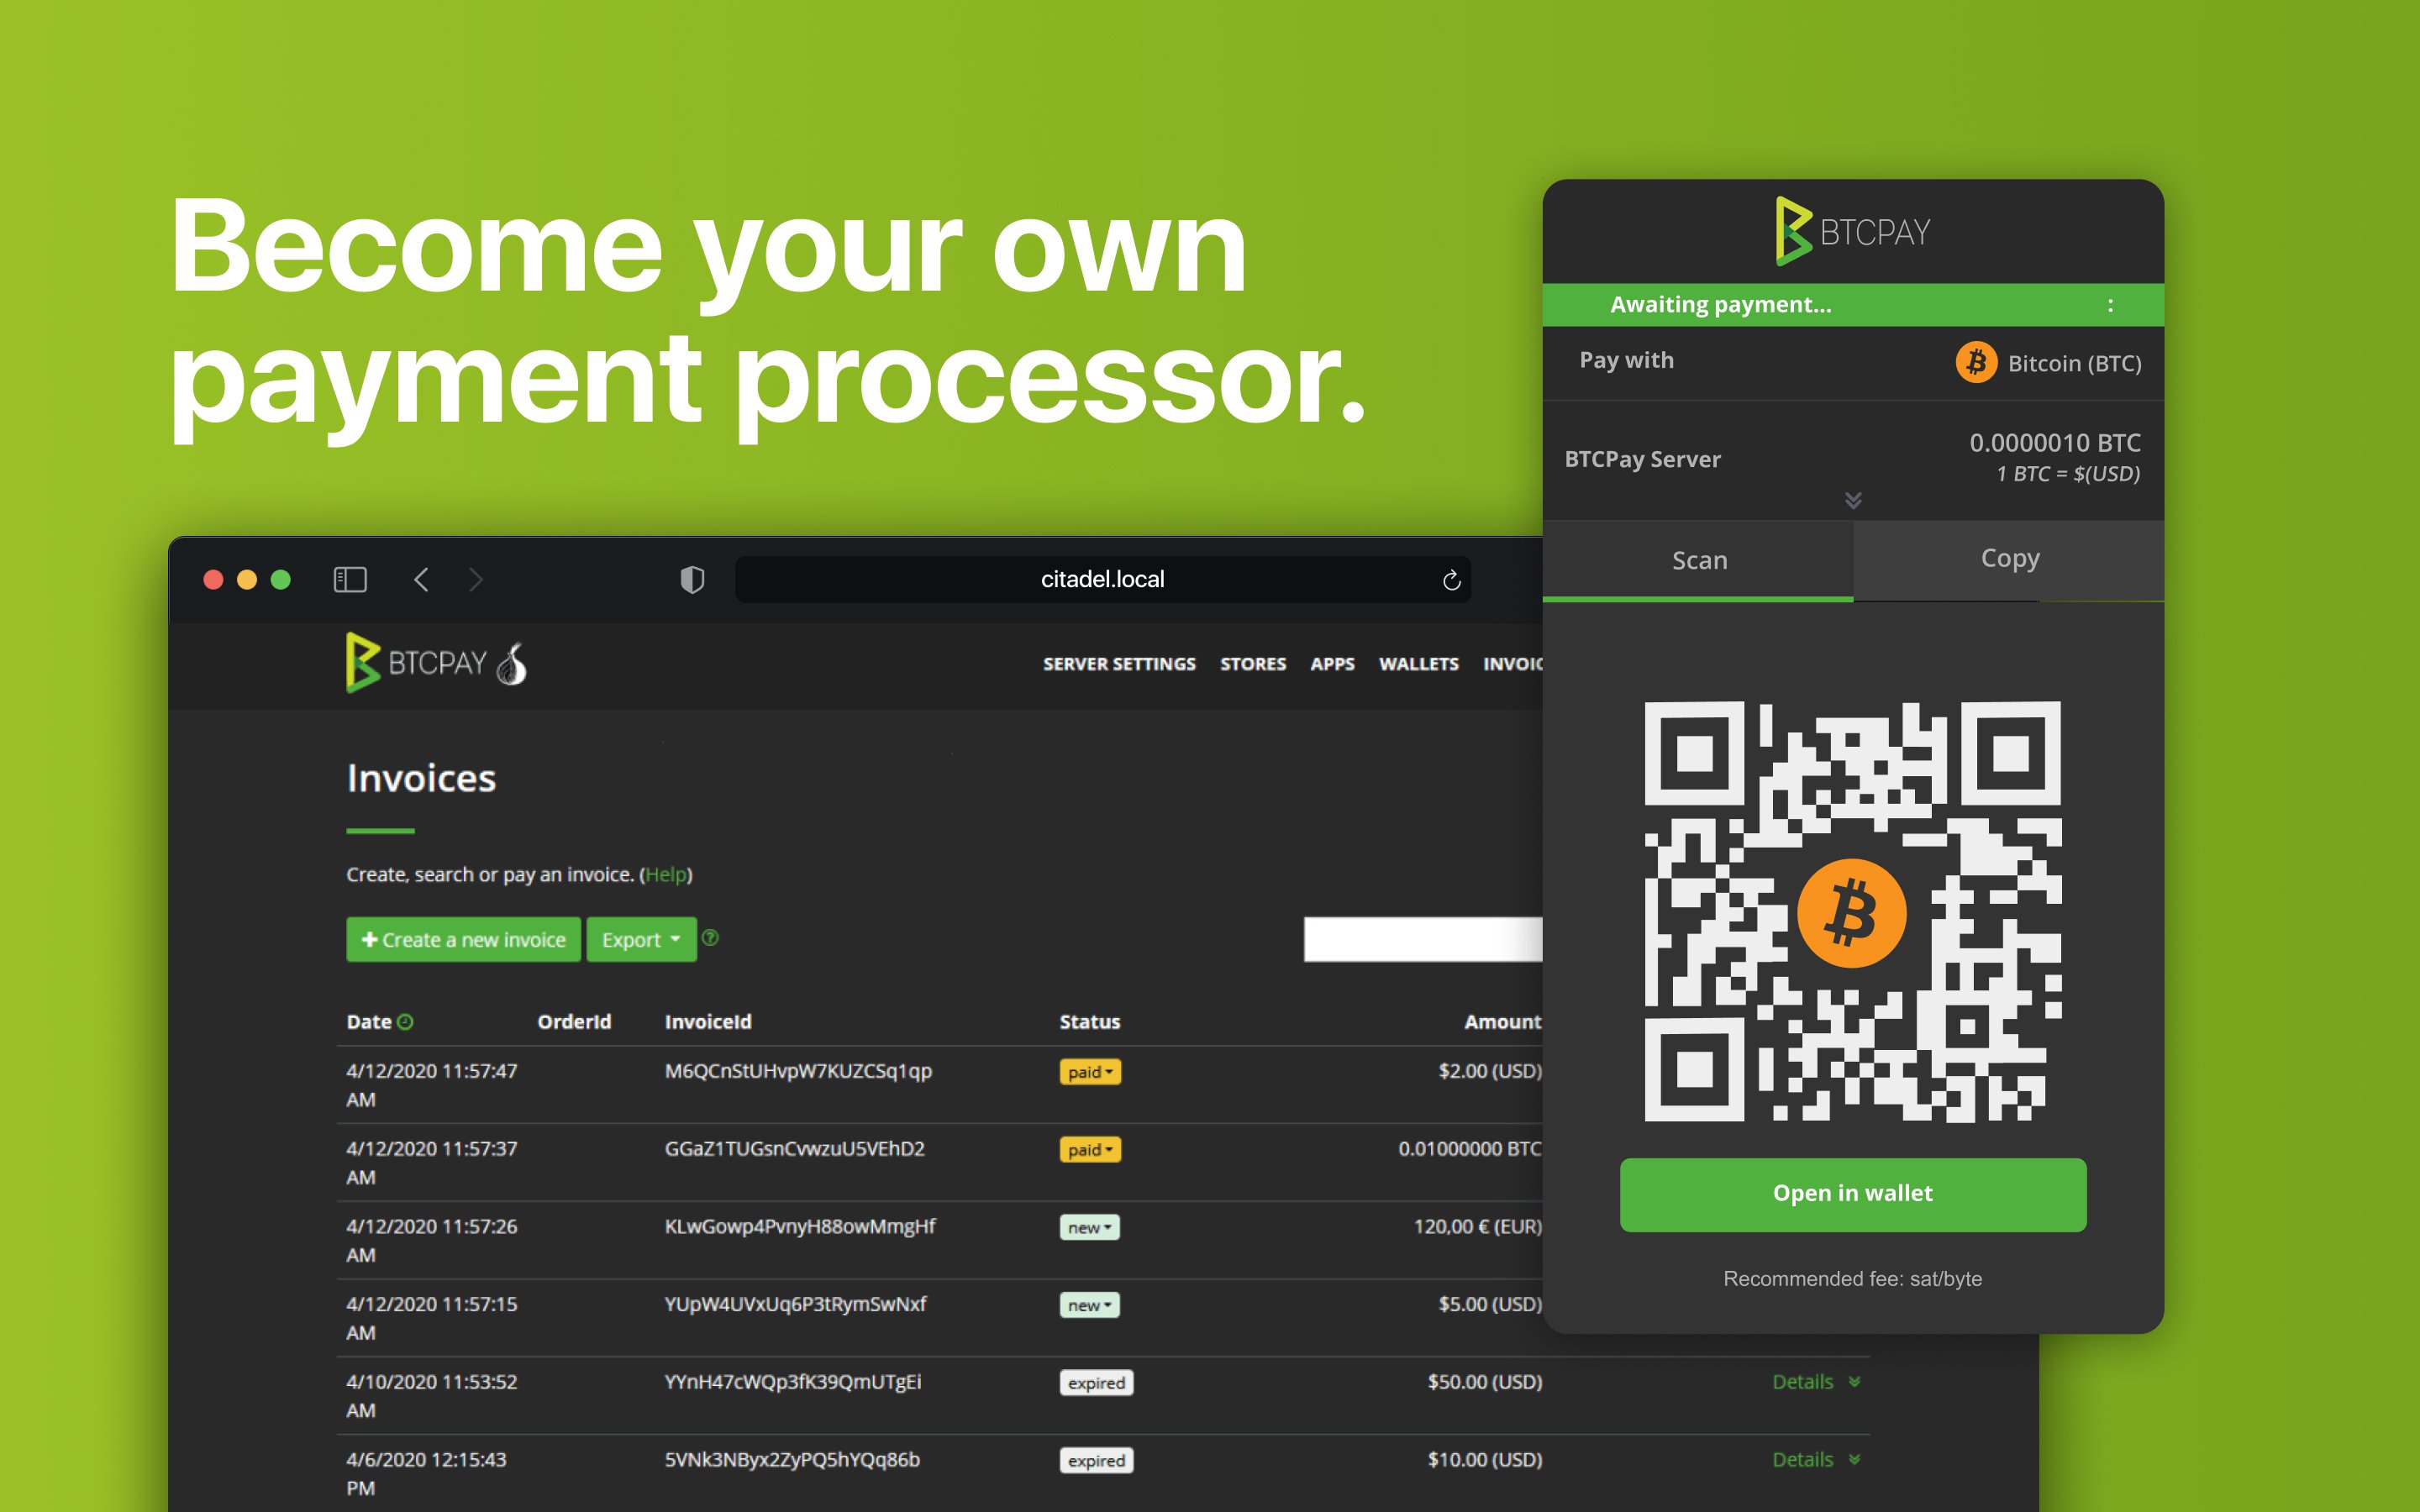 Become your own
payment processor.
BTCPAY
Awaiting payment... :
Pay with Bitcoin (BTC)
BTCPay Server 0.0000010 BTC
1 BTC = $(USD)
Scan Copy
Open in wallet
Recommended fee: sat/byte
citadel.local
BTCPAY
SERVER SETTINGS STORES APPS WALLETS
Invoices
Create, search or pay an invoice. (Help)
Create a new invoice Export
Date OrderId InvoiceId Status Amount
4/12/2020 11:57:47 M6QCnStUHvpW7KUZCSq1qp paid $2.00 (USD)
AM
4/12/2020 11:57:37 GGaZ1TUGsnCvwzuU5VEhD2 paid 0.01000000 BTC
AM
4/12/2020 11:57:26 KLwGowp4PvnyH88owMmgHf new 120,00 € (EUR)
AM
4/12/2020 11:57:15 YUpW4UVxUq6P3tRymSwNxf new $5.00 (USD)
AM
4/10/2020 11:53:52 YYnH47cWQp3fK39QmUTgEi expired $50.00 (USD) Details
AM
4/6/2020 12:15:43 5VNk3NByx2ZyPQ5hYQq86b expired $10.00 (USD) Details
PM